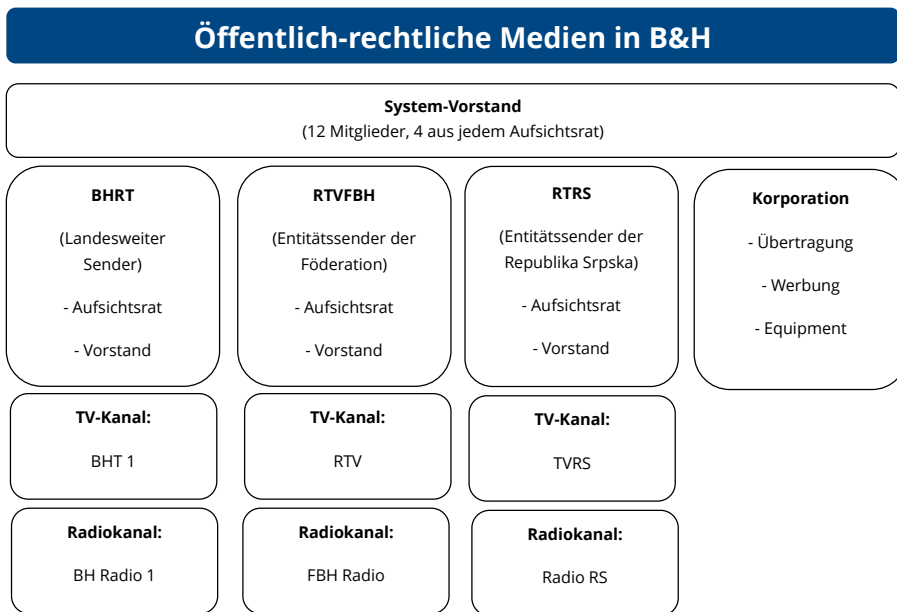 Öffentlich-rechtliche Medien in B&H
System-Vorstand
(12 Mitglieder, 4 aus jedem Aufsichtsrat)
BHRT
(Landesweiter
Sender)
- Aufsichtsrat
- Vorstand
RTVFBH
(Entitätssender der
Föderation)
- Aufsichtsrat
- Vorstand
RTRS
(Entitätssender der
Republika Srpska)
- Aufsichtsrat
- Vorstand
Korporation
- Übertragung
- Werbung
- Equipment
TV-Kanal:
BHT 1
TV-Kanal:
RTV
TV-Kanal:
TVRS
Radiokanal:
BH Radio 1
Radiokanal:
FBH Radio
Radiokanal:
Radio RS